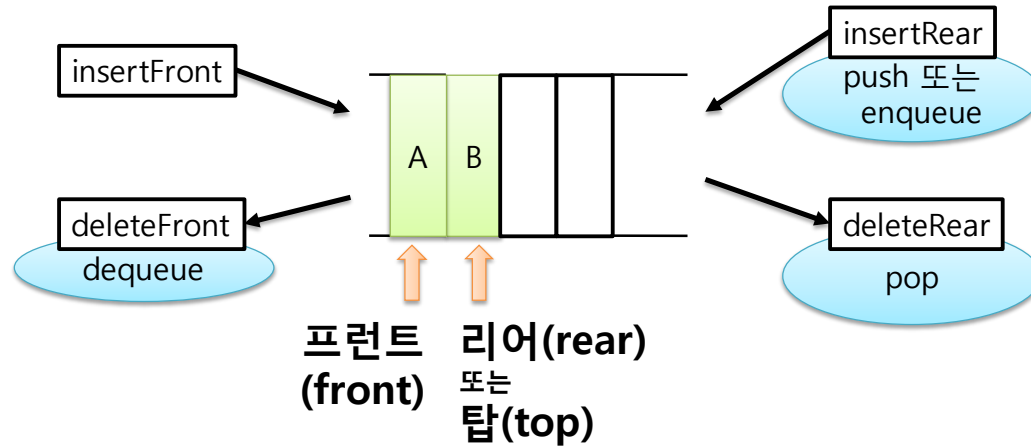 insertFront
insertRear
push 또는
enqueue
A
B
deleteFront
dequeue
deleteRear
pop
프런트
(front)
리어(rear)
또는
탑(top)